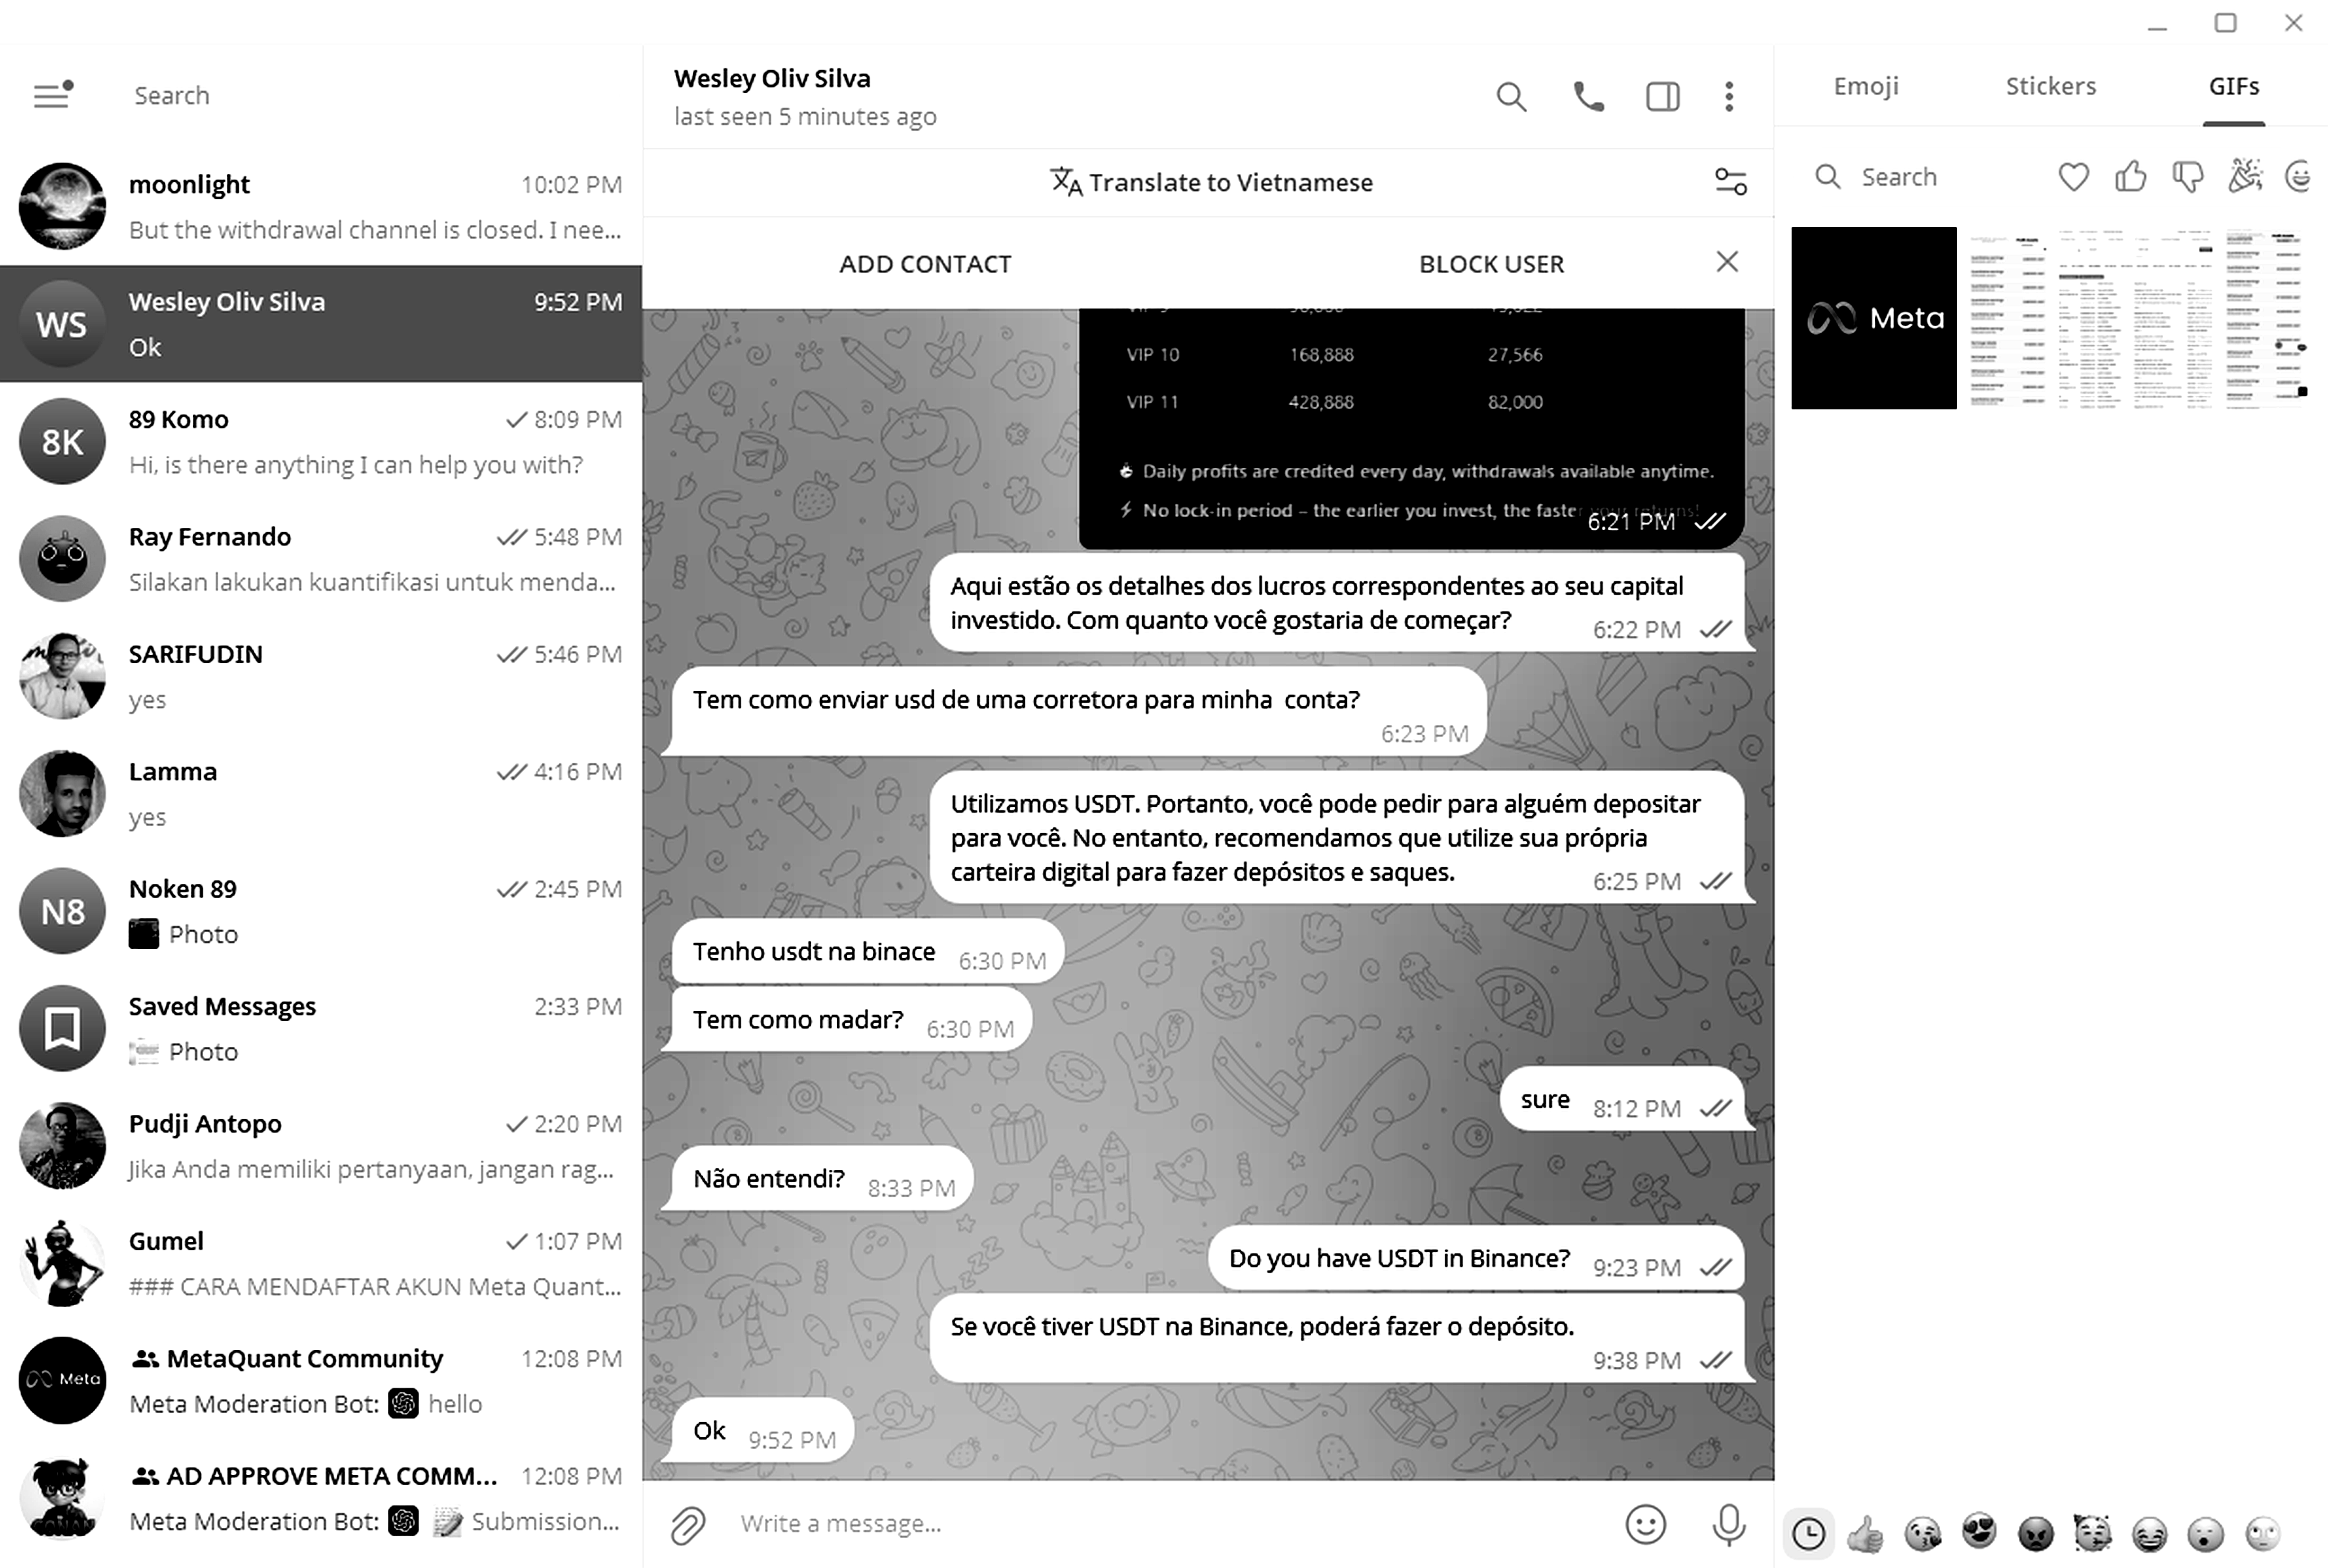 Search
moonlight 10:02 PM
But the withdrawal channel is closed. I nee...
WS
Wesley Oliv Silva 9:52 PM
Ok
8K
89 Komo 8:09 PM
Hi, is there anything I can help you with?
Ray Fernando 5:48 PM
Silakan lakukan kuantifikasi untuk menda...
SARIFUDIN 5:46 PM
yes
Lamma 4:16 PM
yes
N8
Noken 89 2:45 PM
Photo
Saved Messages 2:33 PM
Photo
Pudji Antopo 2:20 PM
Jika Anda memiliki pertanyaan, jangan rag...
Gumel 1:07 PM
### CARA MENDAFTAR AKUN Meta Quant...
Meta
MetaQuant Community 12:08 PM
Meta Moderation Bot: hello
AD APPROVE META COMM... 12:08 PM
Meta Moderation Bot: Submission...
Wesley Oliv Silva
last seen 5 minutes ago
Translate to Vietnamese
ADD CONTACT BLOCK USER
VIP 10 168,888 27,566
VIP 11 428,888 82,000
Daily profits are credited every day, withdrawals available anytime.
No lock-in period – the earlier you invest, the faster your returns!
6:21 PM
Aqui estão os detalhes dos lucros correspondentes ao seu capital
investido. Com quanto você gostaria de começar? 6:22 PM
Tem como enviar usd de uma corretora para minha conta?
6:23 PM
Utilizamos USDT. Portanto, você pode pedir para alguém depositar
para você. No entanto, recomendamos que utilize sua própria
carteira digital para fazer depósitos e saques. 6:25 PM
Tenho usdt na binace 6:30 PM
Tem como madar? 6:30 PM
sure 8:12 PM
Não entendi? 8:33 PM
Do you have USDT in Binance? 9:23 PM
Se você tiver USDT na Binance, poderá fazer o depósito.
9:38 PM
Ok 9:52 PM
Write a message...
Emoji Stickers GIFs
Search
Meta